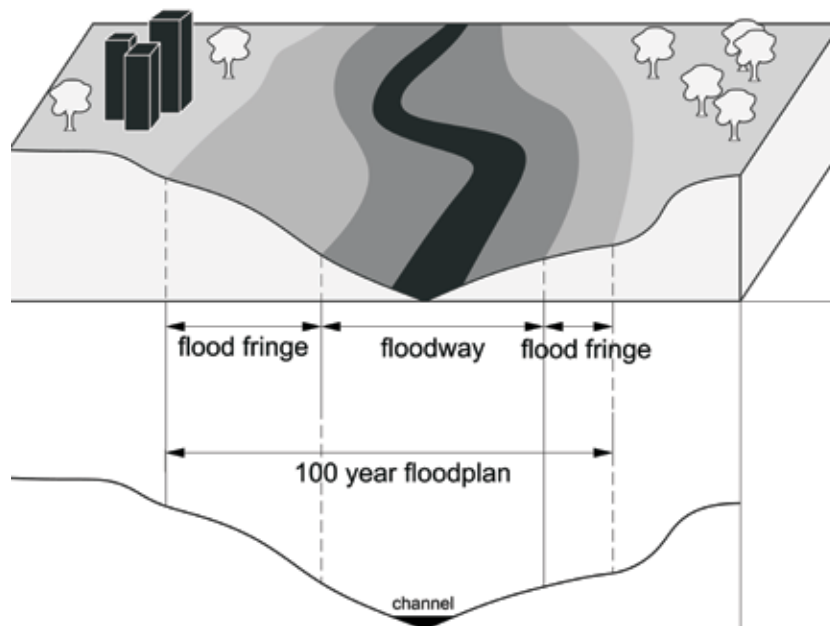 flood fringe
floodway
flood fringe
100 year floodplan
channel